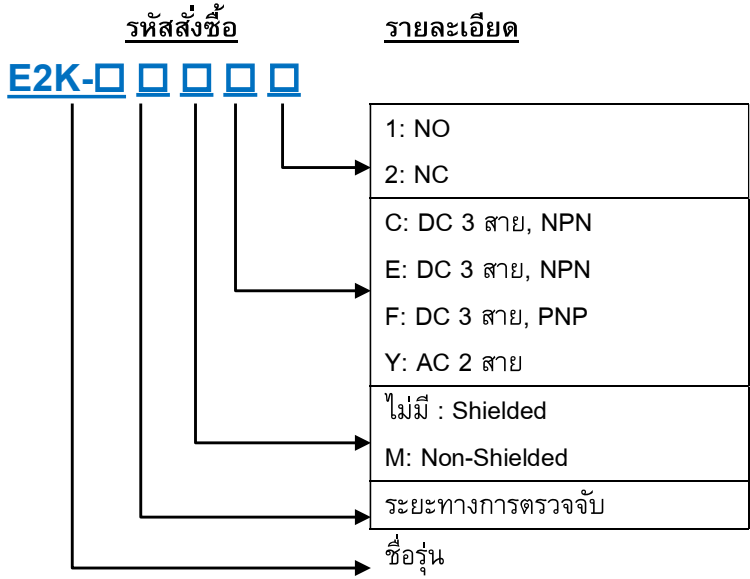 รหัสสั่งซื้อ รายละเอียด
E2K-□ □ □ □ □
1: NO
2: NC
C: DC 3 สาย, NPN
E: DC 3 สาย, NPN
F: DC 3 สาย, PNP
Y: AC 2 สาย
ไม่มี : Shielded
M: Non-Shielded
ระยะทางการตรวจจับ
ชื่อรุ่น